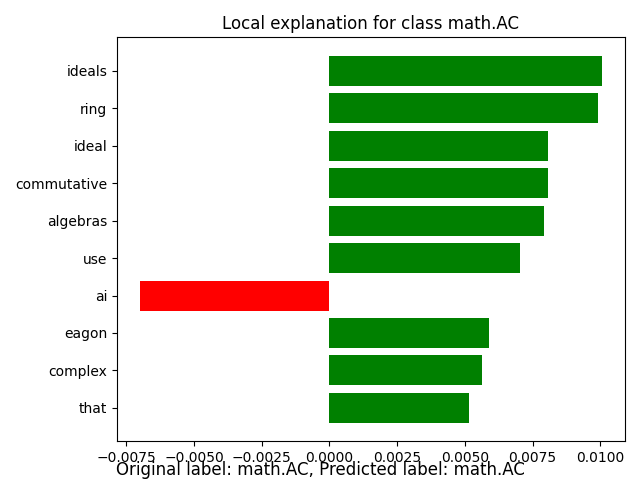 Local explanation for class math.AC
ideals
ring
ideal
commutative
algebras
use
ai
eagon
complex
that
−0.0075 −0.0050 −0.0025 0.0000 0.0025 0.0050 0.0075 0.0100
Original label: math.AC, Predicted label: math.AC